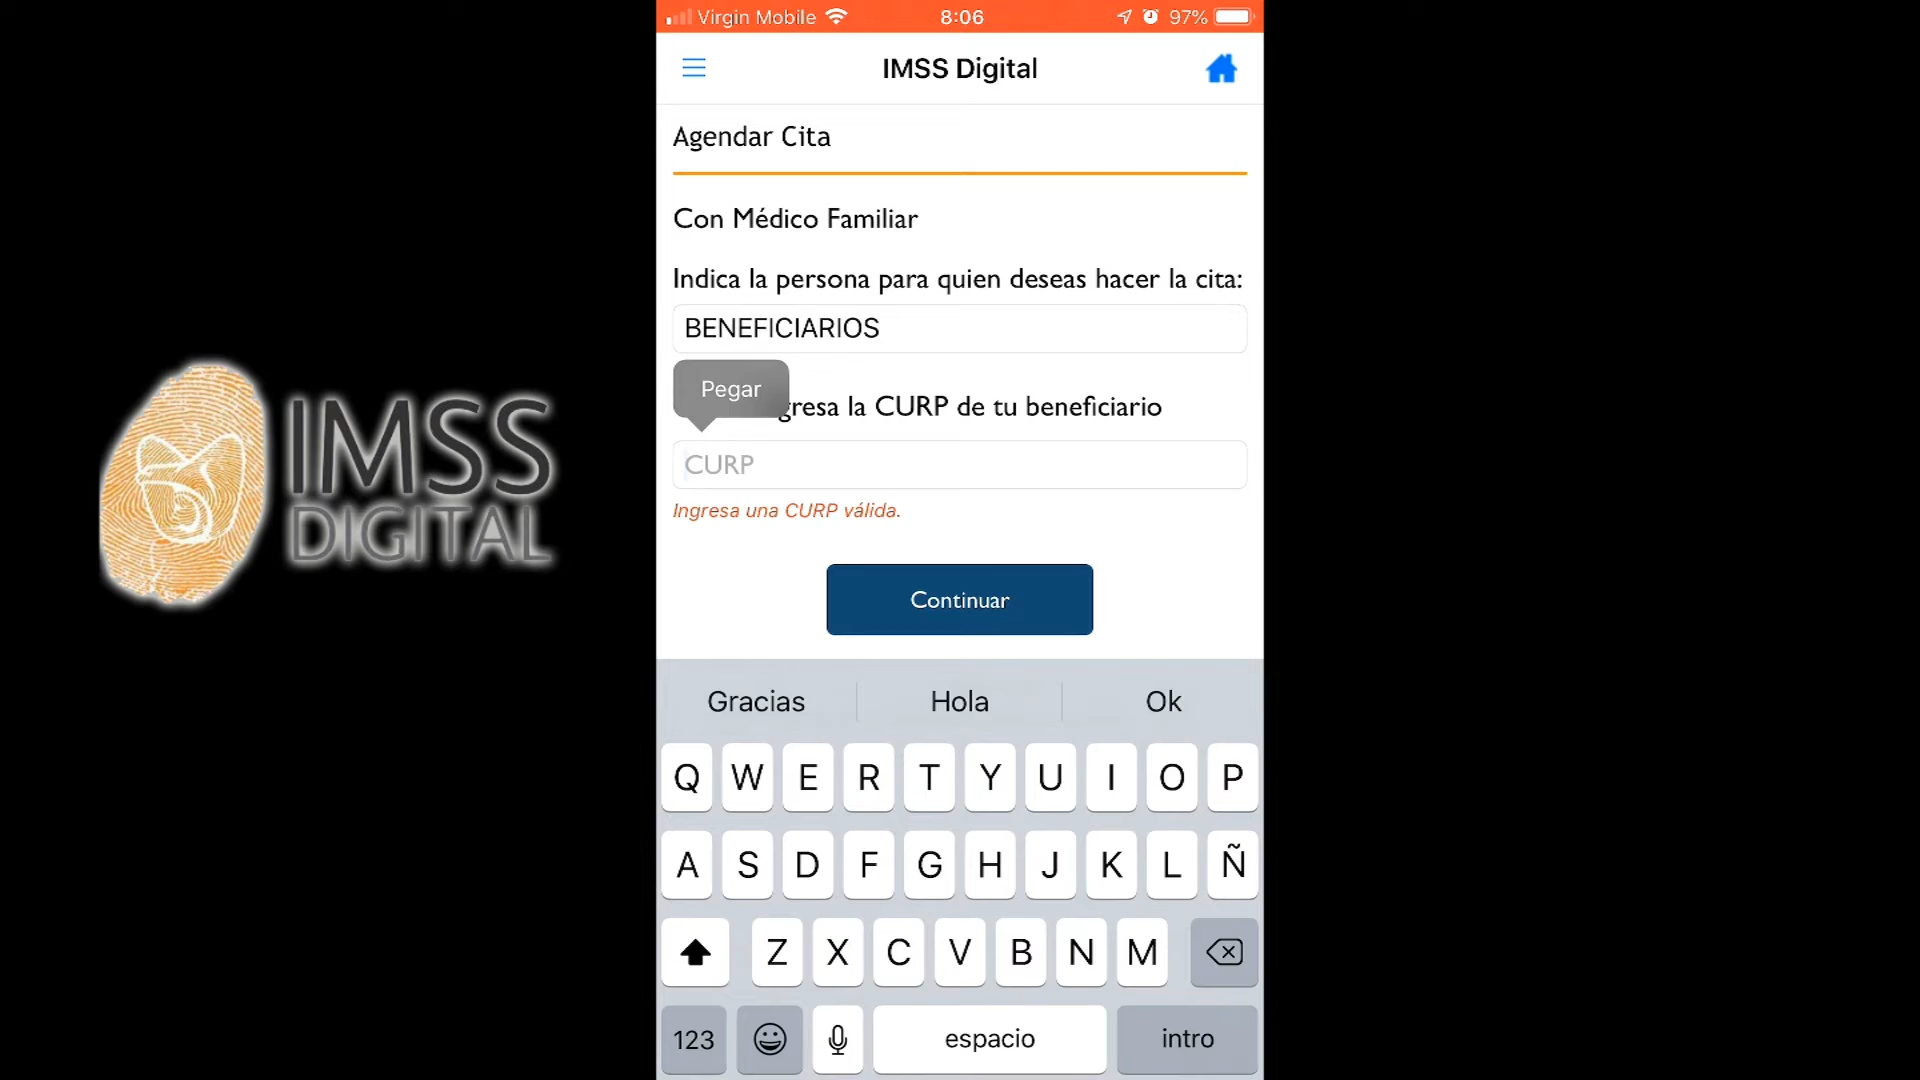 Virgin Mobile 8:06 97%
IMSS Digital
Agendar Cita
Con Médico Familiar
Indica la persona para quien deseas hacer la cita:
BENEFICIARIOS
Pegar
gresa la CURP de tu beneficiario
CURP
Ingresa una CURP válida.
Continuar
IMSS
DIGITAL
Gracias Hola Ok
Q W E R T Y U I O P
A S D F G H J K L Ñ
Z X C V B N M
123 espacio intro